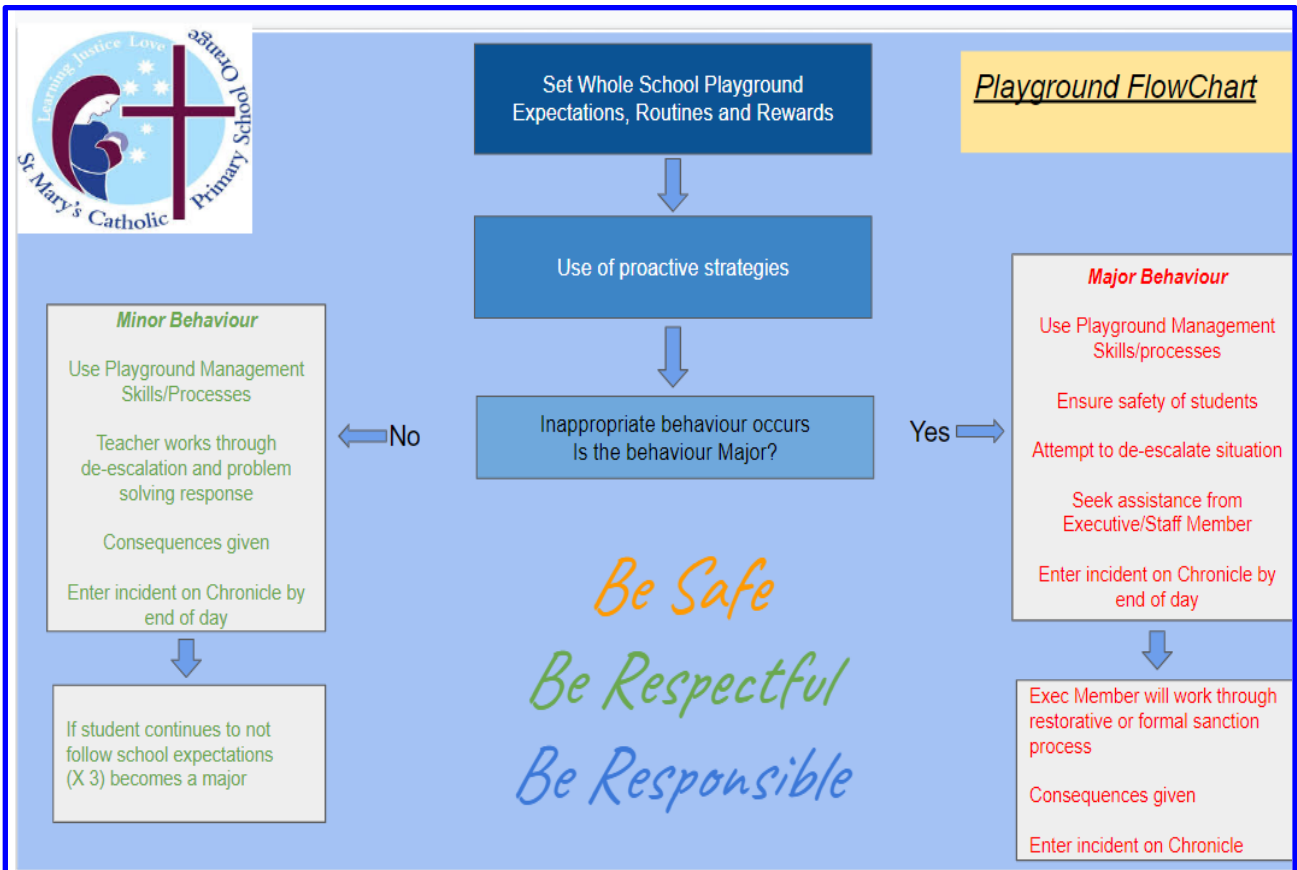 Learning Justice Love
St Mary's Catholic Primary School Orange
Set Whole School Playground
Expectations, Routines and Rewards
Playground FlowChart
Use of proactive strategies
Minor Behaviour
Use Playground Management
Skills/Processes
Teacher works through
de-escalation and problem
solving response
Consequences given
Enter incident on Chronicle by
end of day
No
Inappropriate behaviour occurs
Is the behaviour Major?
Yes
Major Behaviour
Use Playground Management
Skills/processes
Ensure safety of students
Attempt to de-escalate situation
Seek assistance from
Executive/Staff Member
Enter incident on Chronicle by
end of day
If student continues to not
follow school expectations
(X 3) becomes a major
Be Safe
Be Respectful
Be Responsible
Exec Member will work through
restorative or formal sanction
process
Consequences given
Enter incident on Chronicle